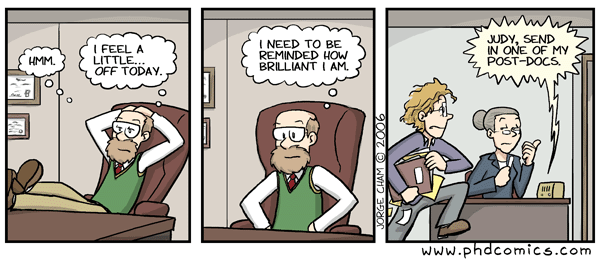 HMM.
I FEEL A
LITTLE...
OFF TODAY.
I NEED TO BE
REMINDED HOW
BRILLIANT I AM.
JUDY, SEND
IN ONE OF MY
POST-DOCS.
JORGE CHAM © 2006
www.phdcomics.com